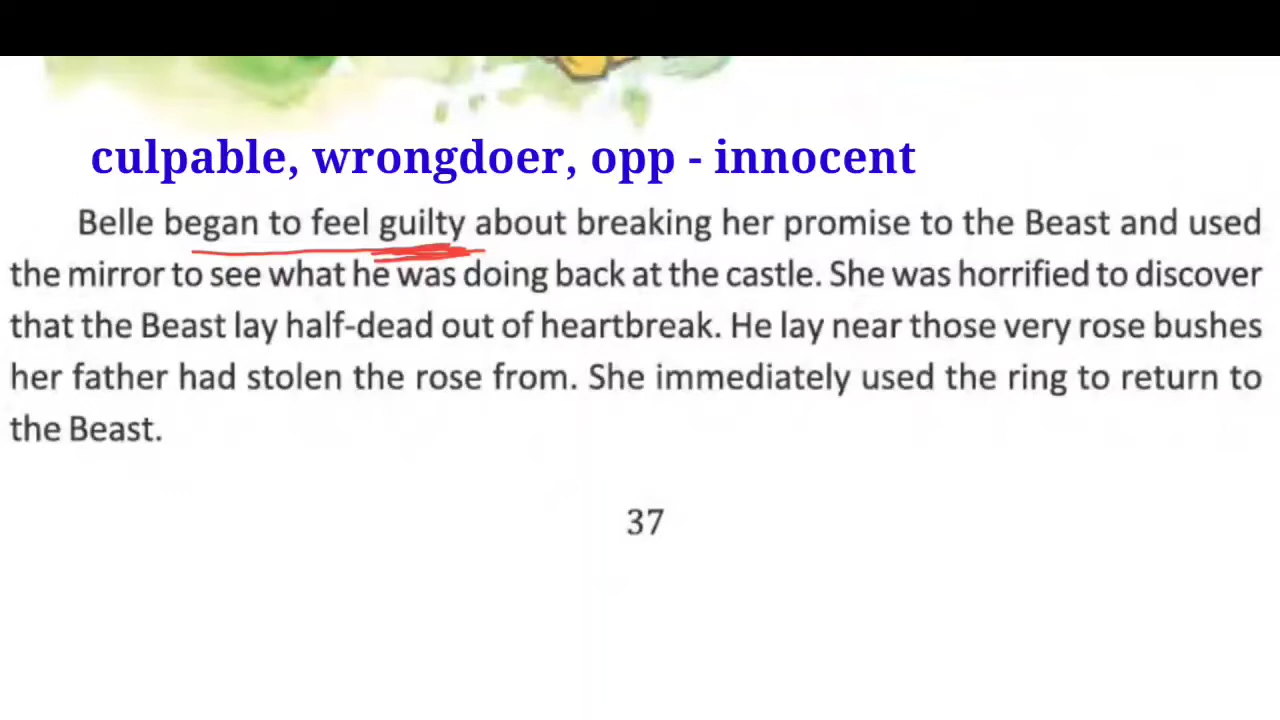 culpable, wrongdoer, opp - innocent
Belle began to feel guilty about breaking her promise to the Beast and used
the mirror to see what he was doing back at the castle. She was horrified to discover
that the Beast lay half-dead out of heartbreak. He lay near those very rose bushes
her father had stolen the rose from. She immediately used the ring to return to
the Beast.
37